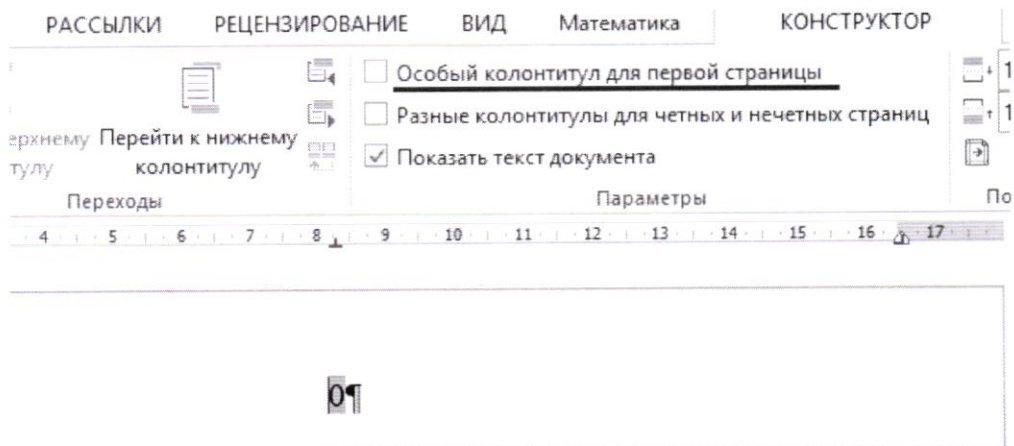 РАССЫЛКИ РЕЦЕНЗИРОВАНИЕ ВИД Математика КОНСТРУКТОР
Особый колонтитул для первой страницы
Разные колонтитулы для четных и нечетных страниц
Перейти к нижнему
колонтитулу
Показать текст документа
Переходы Параметры
4 5 6 7 8 9 10 11 12 13 14 15 16 17
0¶